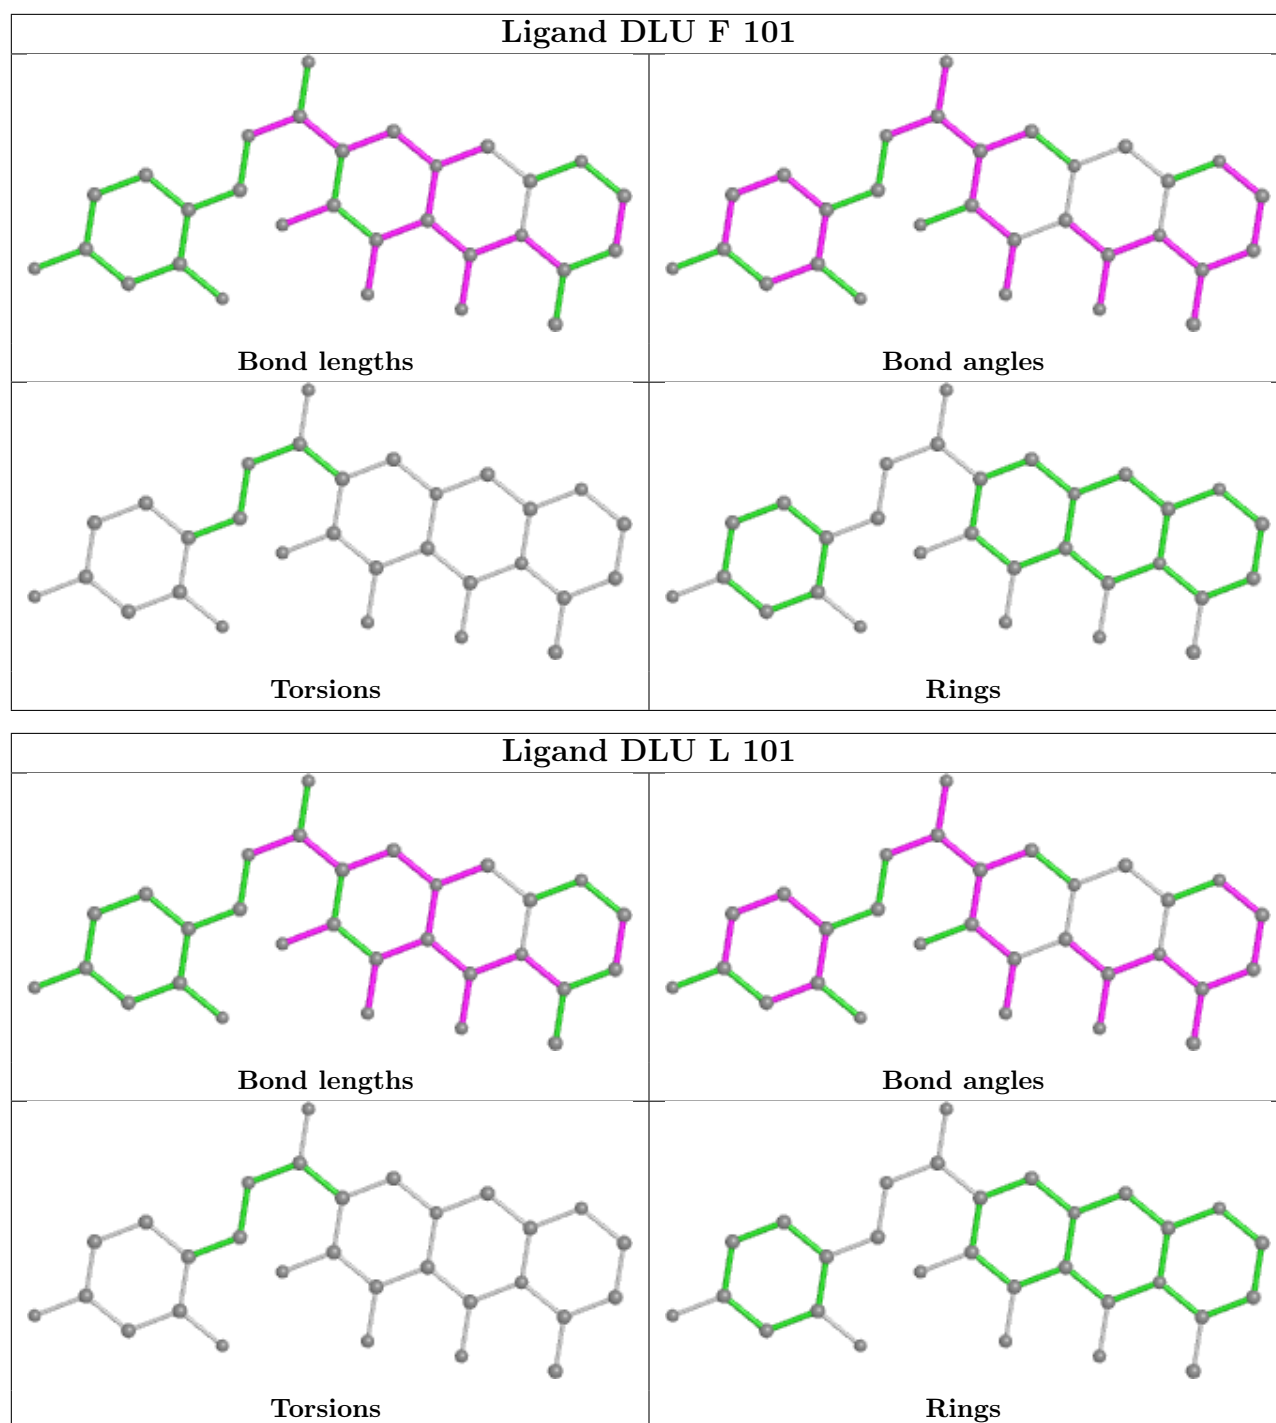 Ligand DLU F 101
Bond lengths
Bond angles
Torsions
Rings
Ligand DLU L 101
Bond lengths
Bond angles
Torsions
Rings